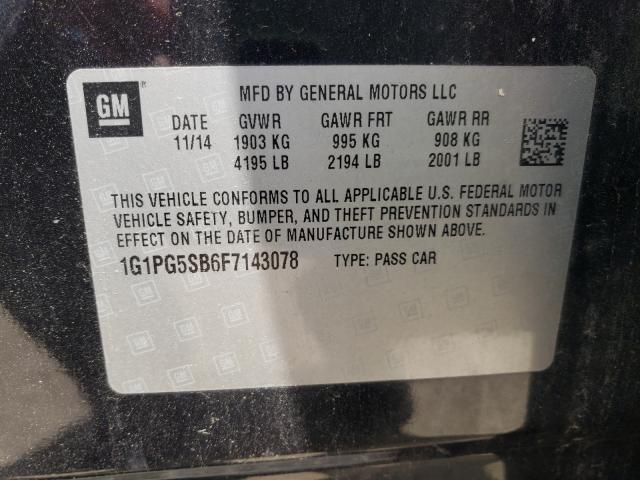 GM
MFD BY GENERAL MOTORS LLC
DATE GVWR GAWR FRT GAWR RR
11/14 1903 KG 995 KG 908 KG
4195 LB 2194 LB 2001 LB
THIS VEHICLE CONFORMS TO ALL APPLICABLE U.S. FEDERAL MOTOR
VEHICLE SAFETY, BUMPER, AND THEFT PREVENTION STANDARDS IN
EFFECT ON THE DATE OF MANUFACTURE SHOWN ABOVE.
1G1PG5SB6F7143078 TYPE: PASS CAR